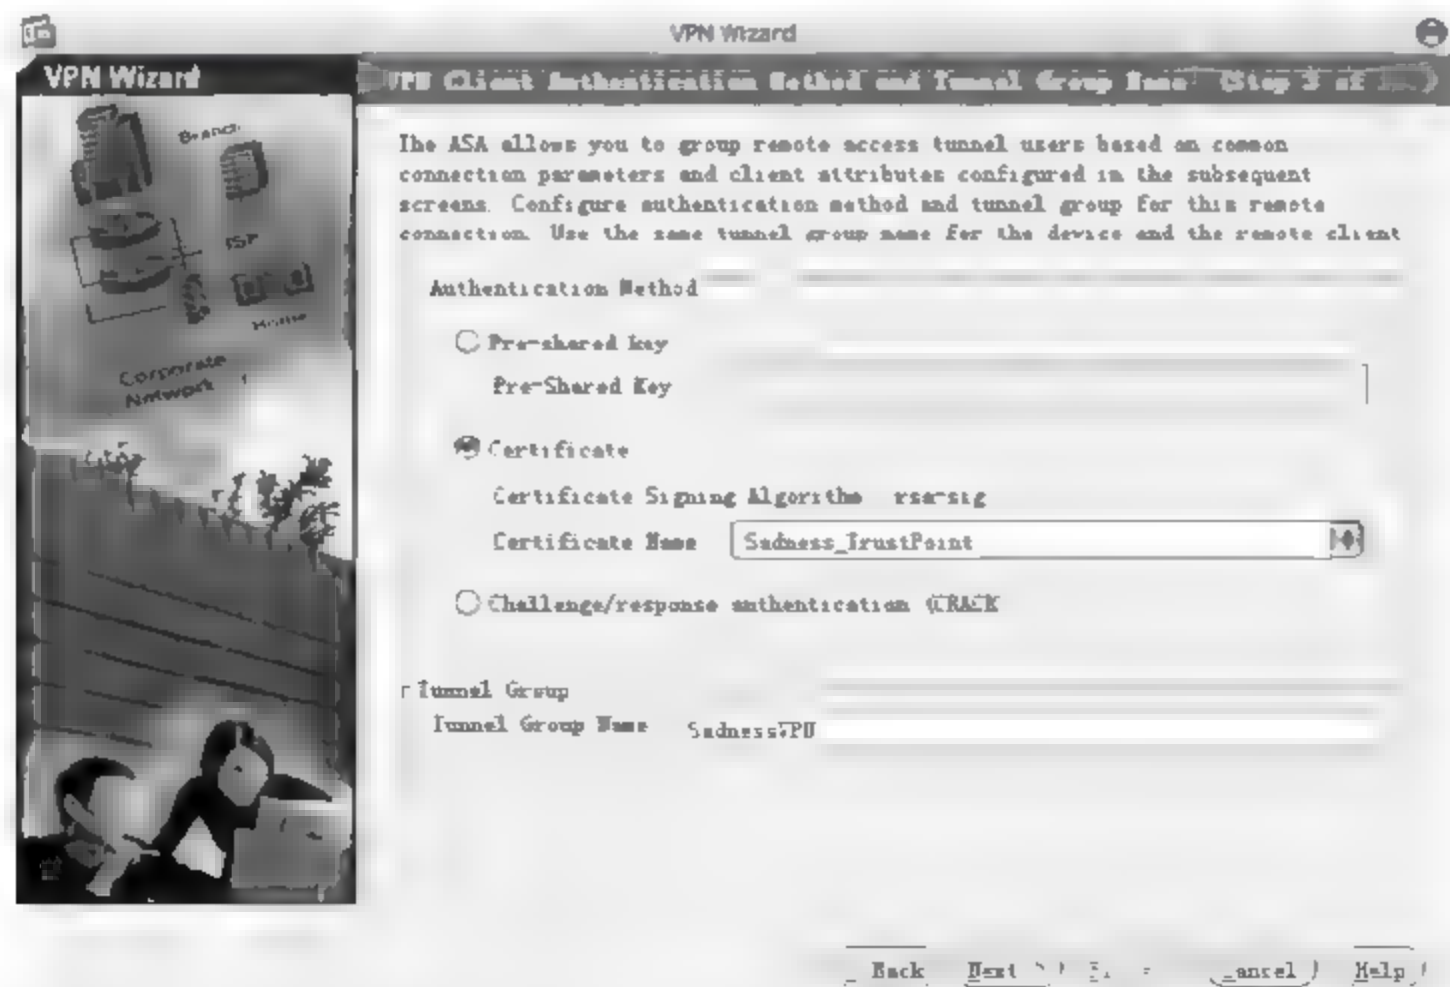 VPN Wizard
VPN Wizard
VPN Client Authentication Method and Tunnel Group Name (Step 3 of
Branch
ISP
Home
Corporate
Network
The ASA allows you to group remote access tunnel users based on common
connection parameters and client attributes configured in the subsequent
screens. Configure authentication method and tunnel group for this remote
connection. Use the same tunnel group name for the device and the remote client
Authentication Method
Pre-shared key
Pre-Shared Key
Certificate
Certificate Signing Algorithm rsa-sig
Certificate Name Sadness_TrustPoint
Challenge/response authentication (CRACK
Tunnel Group
Tunnel Group Name SadnessVPN
Back Next Cancel Help